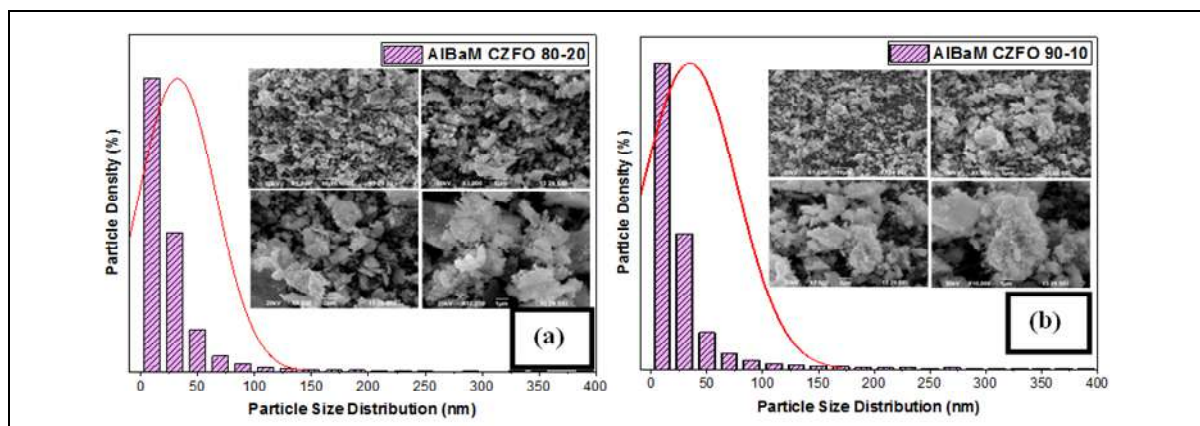 AlBaM CZFO 80-20
Particle Density (%)
(a)
0 50 100 150 200 250 300 350 400
Particle Size Distribution (nm)
AlBaM CZFO 90-10
Particle Density (%)
(b)
0 50 100 150 200 250 300 350 400
Particle Size Distribution (nm)